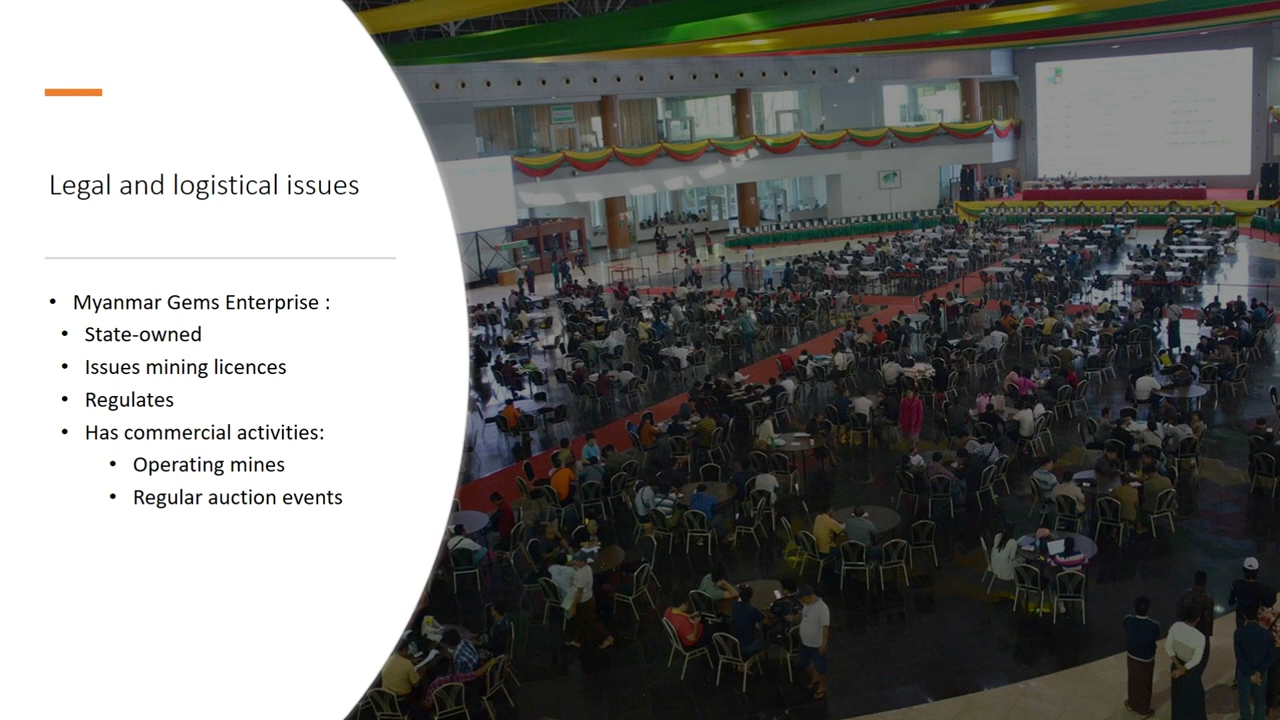 Legal and logistical issues
• Myanmar Gems Enterprise :
• State-owned
• Issues mining licences
• Regulates
• Has commercial activities:
• Operating mines
• Regular auction events